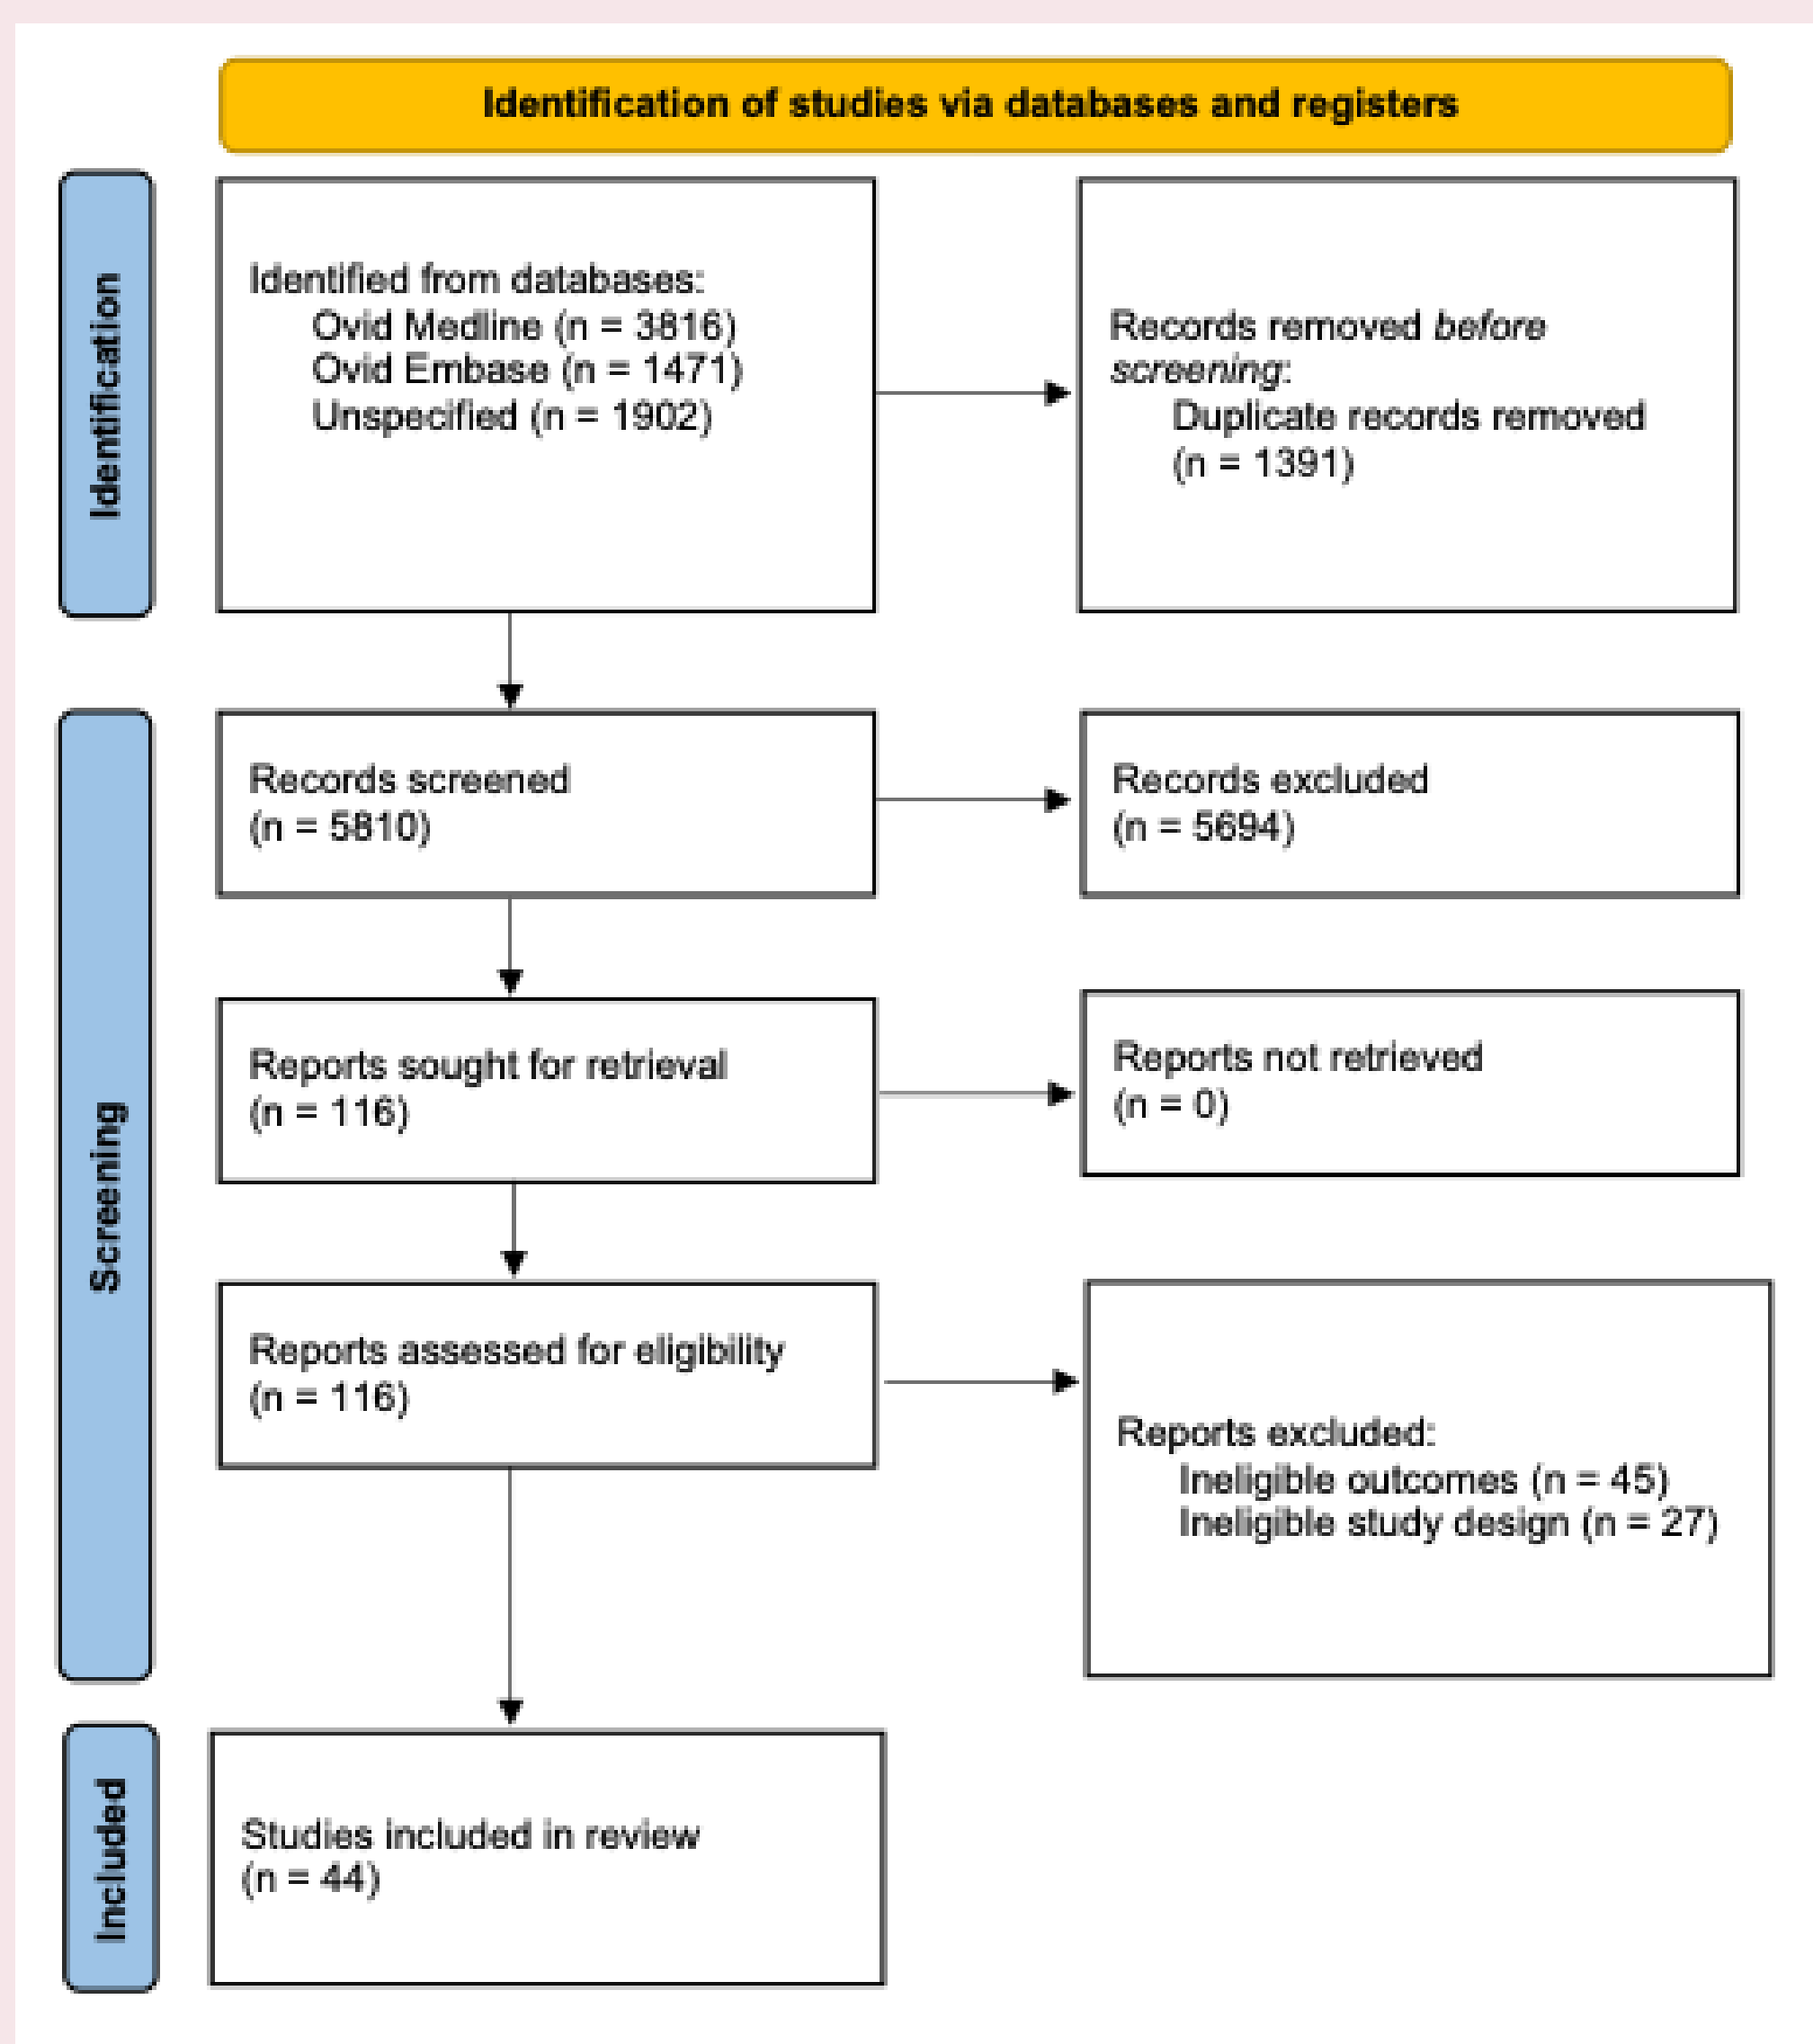 Identification of studies via databases and registers
Identification
Identified from databases:
Ovid Medline (n = 3816)
Ovid Embase (n = 1471)
Unspecified (n = 1902)
Records removed before
screening:
Duplicate records removed
(n = 1391)
Screening
Records screened
(n = 5810)
Records excluded
(n = 5694)
Reports sought for retrieval
(n = 116)
Reports not retrieved
(n = 0)
Reports assessed for eligibility
(n = 116)
Reports excluded:
Ineligible outcomes (n = 45)
Ineligible study design (n = 27)
Included
Studies included in review
(n = 44)